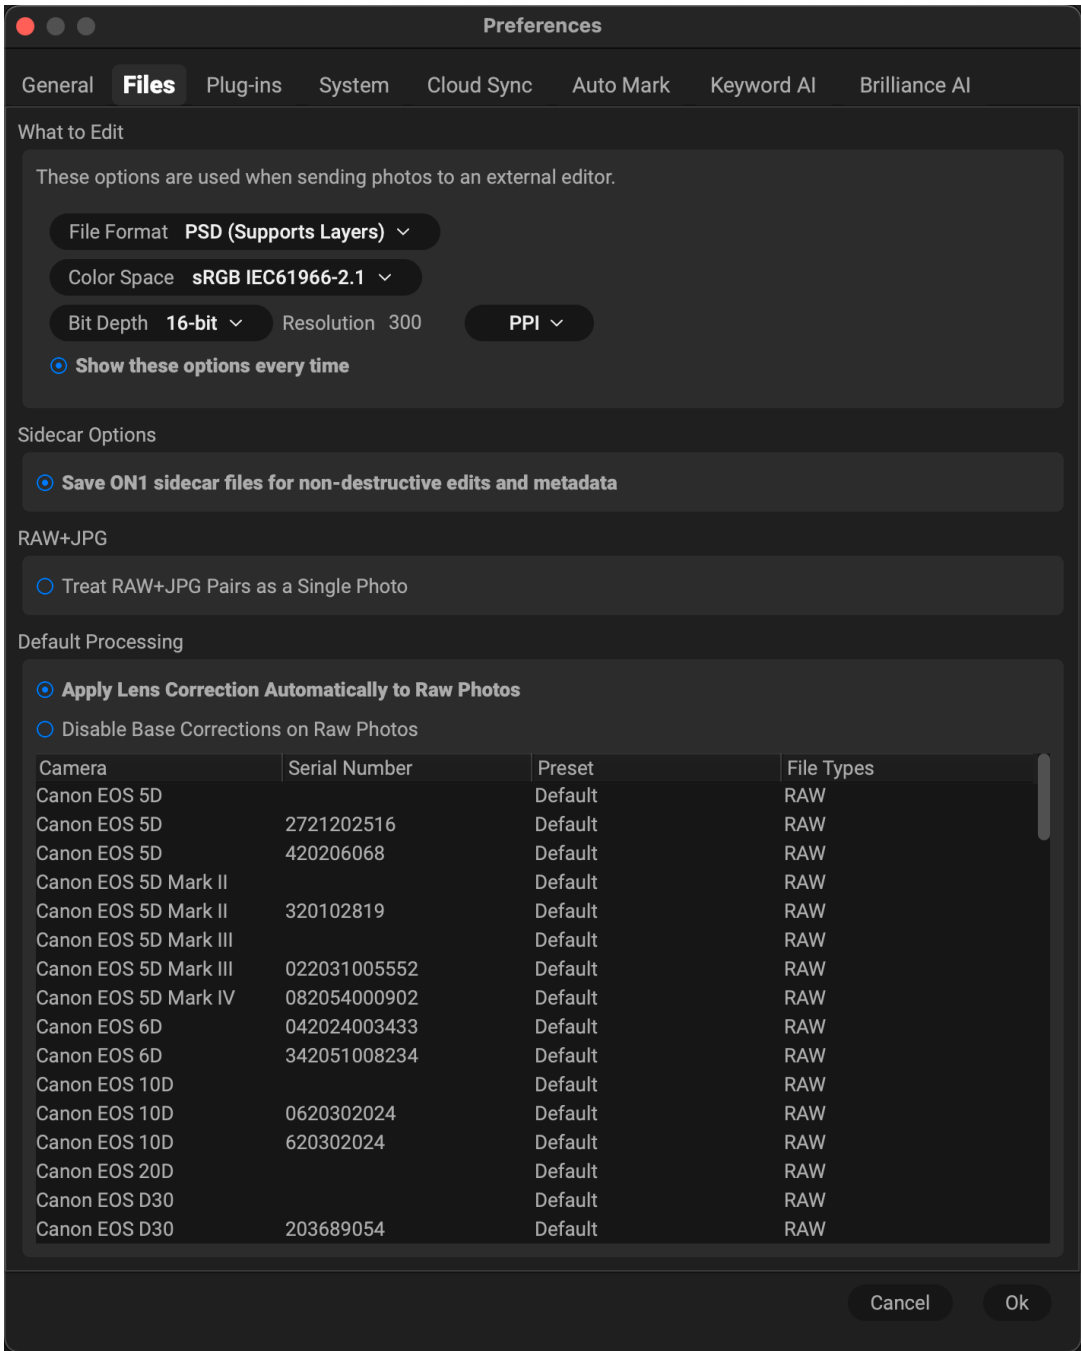 Preferences
General Files Plug-ins System Cloud Sync Auto Mark Keyword AI Brilliance AI
What to Edit
These options are used when sending photos to an external editor.
File Format PSD (Supports Layers)
Color Space sRGB IEC61966-2.1
Bit Depth 16-bit Resolution 300 PPI
Show these options every time
Sidecar Options
Save ON1 sidecar files for non-destructive edits and metadata
RAW+JPG
Treat RAW+JPG Pairs as a Single Photo
Default Processing
Apply Lens Correction Automatically to Raw Photos
Disable Base Corrections on Raw Photos
Camera Serial Number Preset File Types
Canon EOS 5D Default RAW
Canon EOS 5D 2721202516 Default RAW
Canon EOS 5D 420206068 Default RAW
Canon EOS 5D Mark II Default RAW
Canon EOS 5D Mark II 320102819 Default RAW
Canon EOS 5D Mark III Default RAW
Canon EOS 5D Mark III 022031005552 Default RAW
Canon EOS 5D Mark IV 082054000902 Default RAW
Canon EOS 6D 042024003433 Default RAW
Canon EOS 6D 342051008234 Default RAW
Canon EOS 10D Default RAW
Canon EOS 10D 0620302024 Default RAW
Canon EOS 10D 620302024 Default RAW
Canon EOS 20D Default RAW
Canon EOS D30 Default RAW
Canon EOS D30 203689054 Default RAW
Cancel Ok